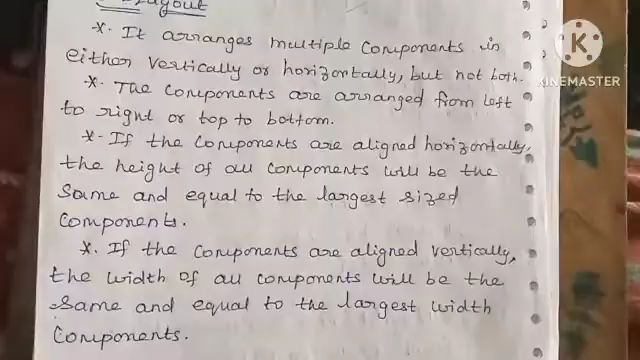 Layout
*. It arranges multiple components in
either vertically or horizontally, but not both.
*. The components are arranged from left
to right or top to bottom.
*. If the components are aligned horizontally,
the height of all components will be the
same and equal to the largest sized
components.
*. If the components are aligned vertically,
the width of all components will be the
same and equal to the largest width
components.
KINEMASTER